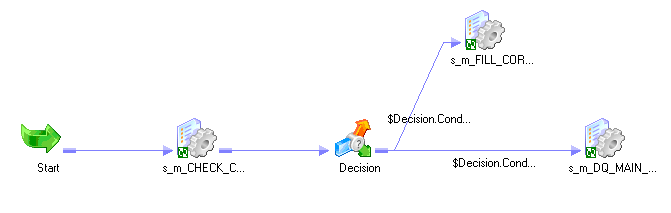 s_m_FILL_COR...
$Decision.Cond...
Start
s_m_CHECK_C...
Decision
$Decision.Cond...
s_m_DQ_MAIN_...